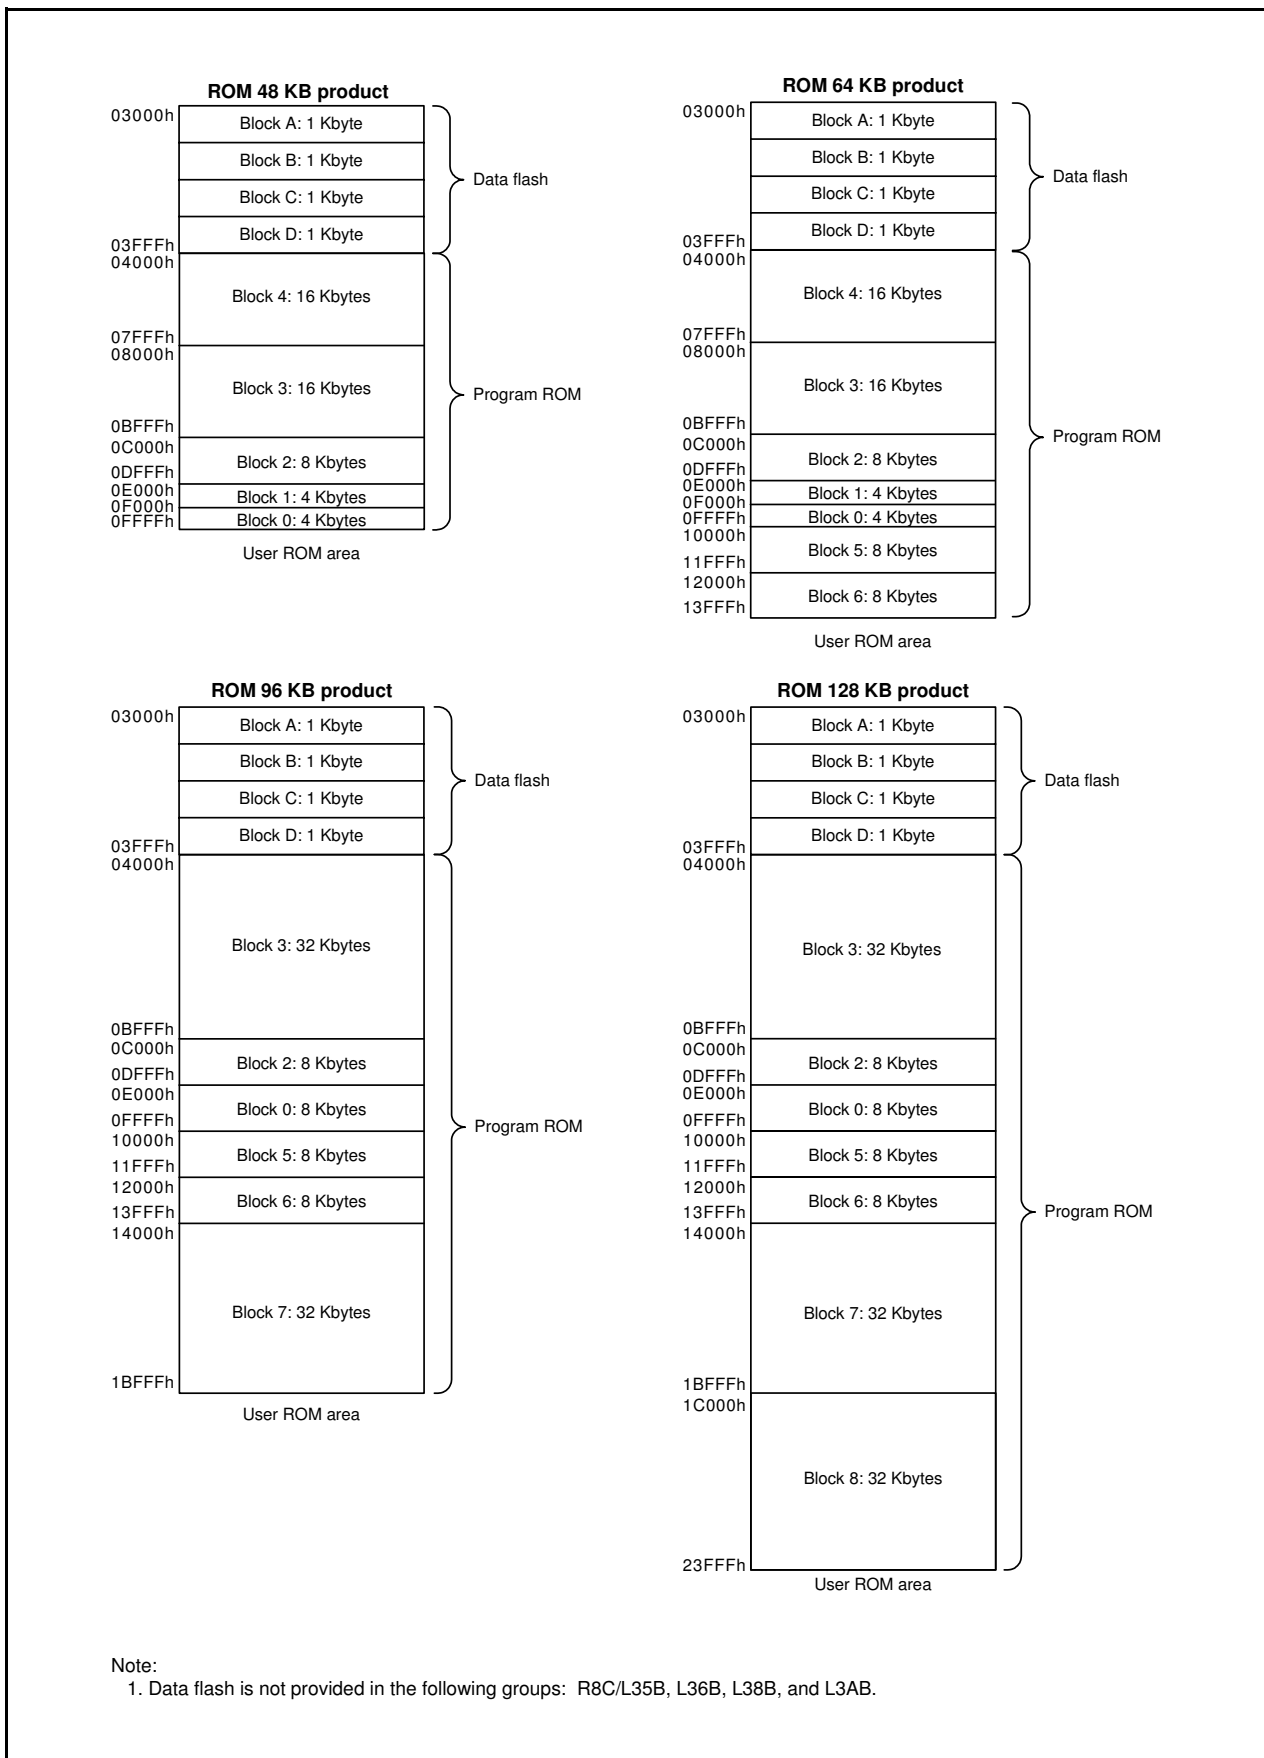 ROM 48 KB product
03000h
Block A: 1 Kbyte
Block B: 1 Kbyte
Block C: 1 Kbyte
Block D: 1 Kbyte
Data flash
03FFFh
04000h
Block 4: 16 Kbytes
07FFFh
08000h
Block 3: 16 Kbytes
Program ROM
0BFFFh
0C000h
Block 2: 8 Kbytes
0DFFFh
0E000h
Block 1: 4 Kbytes
0F000h
Block 0: 4 Kbytes
0FFFFh
User ROM area
ROM 64 KB product
03000h
Block A: 1 Kbyte
Block B: 1 Kbyte
Block C: 1 Kbyte
Block D: 1 Kbyte
Data flash
03FFFh
04000h
Block 4: 16 Kbytes
07FFFh
08000h
Block 3: 16 Kbytes
0BFFFh
0C000h
Program ROM
Block 2: 8 Kbytes
0DFFFh
0E000h
Block 1: 4 Kbytes
0F000h
Block 0: 4 Kbytes
0FFFFh
10000h
Block 5: 8 Kbytes
11FFFh
12000h
Block 6: 8 Kbytes
13FFFh
User ROM area
ROM 96 KB product
03000h
Block A: 1 Kbyte
Block B: 1 Kbyte
Block C: 1 Kbyte
Block D: 1 Kbyte
Data flash
03FFFh
04000h
Block 3: 32 Kbytes
0BFFFh
0C000h
Block 2: 8 Kbytes
0DFFFh
0E000h
Block 0: 8 Kbytes
0FFFFh
10000h
Program ROM
Block 5: 8 Kbytes
11FFFh
12000h
Block 6: 8 Kbytes
13FFFh
14000h
Block 7: 32 Kbytes
1BFFFh
User ROM area
ROM 128 KB product
03000h
Block A: 1 Kbyte
Block B: 1 Kbyte
Block C: 1 Kbyte
Block D: 1 Kbyte
Data flash
03FFFh
04000h
Block 3: 32 Kbytes
0BFFFh
0C000h
Block 2: 8 Kbytes
0DFFFh
0E000h
Block 0: 8 Kbytes
0FFFFh
10000h
Block 5: 8 Kbytes
11FFFh
12000h
Block 6: 8 Kbytes
13FFFh
Program ROM
14000h
Block 7: 32 Kbytes
1BFFFh
1C000h
Block 8: 32 Kbytes
23FFFh
User ROM area
Note:
1. Data flash is not provided in the following groups: R8C/L35B, L36B, L38B, and L3AB.